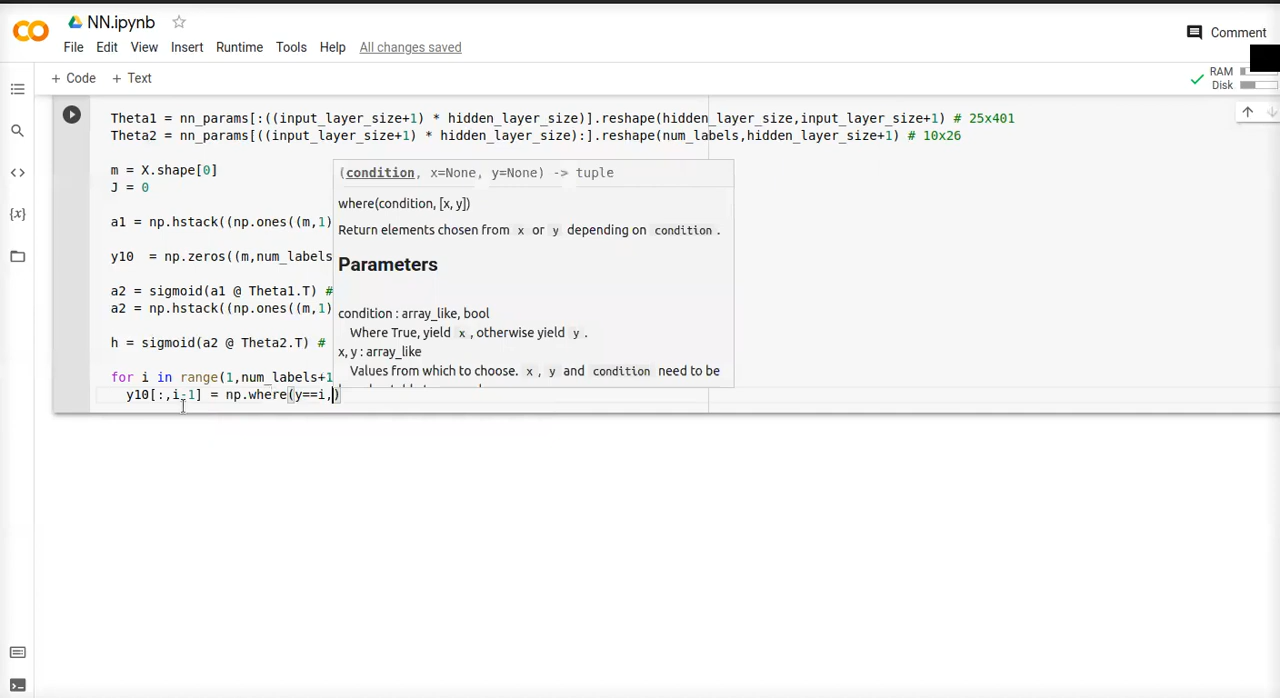 NN.ipynb
File Edit View Insert Runtime Tools Help All changes saved
Comment
+ Code + Text
RAM
Disk
Theta1 = nn_params[:((input_layer_size+1) * hidden_layer_size)].reshape(hidden_layer_size,input_layer_size+1) # 25x401
Theta2 = nn_params[((input_layer_size+1) * hidden_layer_size):].reshape(num_labels,hidden_layer_size+1) # 10x26
m = X.shape[0]
J = 0
a1 = np.hstack((np.ones((m,1)
y10 = np.zeros((m,num_labels
a2 = sigmoid(a1 @ Theta1.T) #
a2 = np.hstack((np.ones((m,1)
h = sigmoid(a2 @ Theta2.T) #
for i in range(1,num_labels+1
y10[:,i-1] = np.where(y==i,)
(condition, x=None, y=None) -> tuple
where(condition, [x, y])
Return elements chosen from x or y depending on condition.
Parameters
condition : array_like, bool
Where True, yield x, otherwise yield y.
x, y : array_like
Values from which to choose. x, y and condition need to be